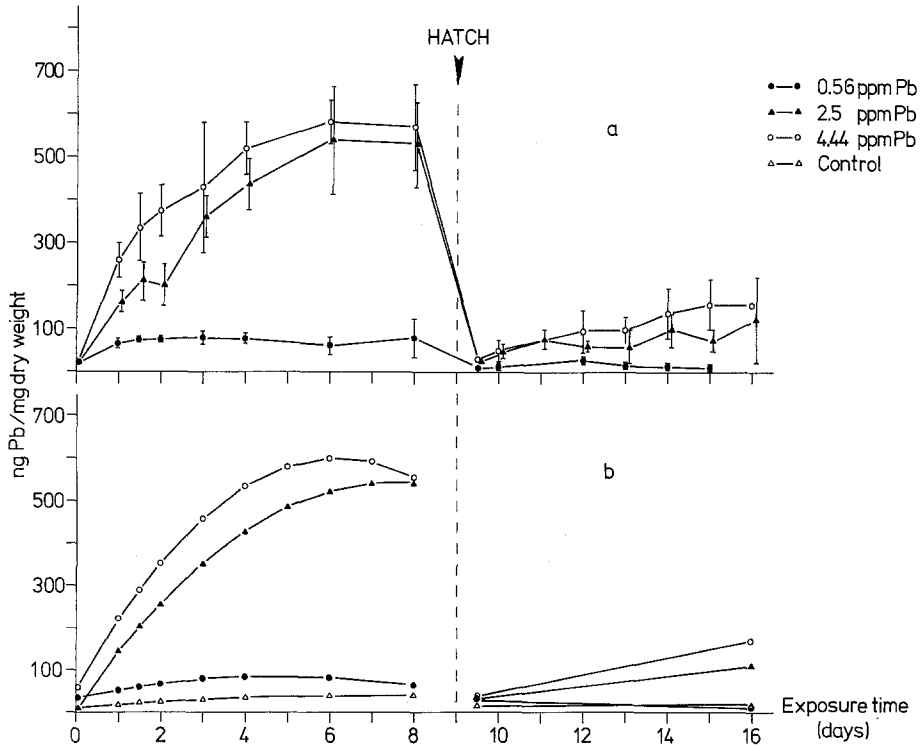 HATCH
700
500
300
100
a
0.56 ppm Pb
2.5 ppm Pb
4.44 ppm Pb
Control
ng Pb/mg dry weight
700
500
300
100
b
0 2 4 6 8 10 12 14 16
Exposure time
(days)